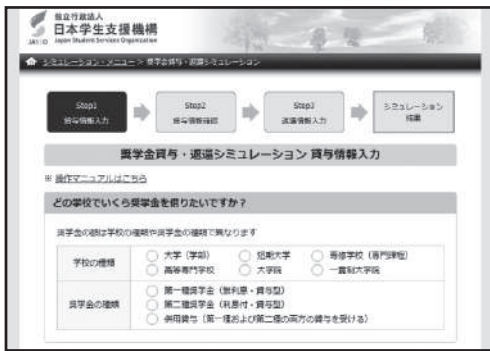 独立行政法人
日本学生支援機構
JASSO Japan Student Services Organization
シミュレーション・メニュー > 奨学金貸与・返還シミュレーション
Step1
貸与情報入力
Step2
貸与情報確認
Step3
返還情報入力
シミュレーション
結果
奨学金貸与・返還シミュレーション 貸与情報入力
※ 操作マニュアルはこちら
どの学校でいくら奨学金を借りたいですか？
奨学金の額は学校の種類や奨学金の種類で異なります
学校の種類
大学（学部） 短期大学 専修学校（専門課程）
高等専門学校 大学院 一貫制大学院
奨学金の種類
第一種奨学金（無利息・貸与型）
第二種奨学金（利息付・貸与型）
併用貸与（第一種および第二種の両方の貸与を受ける）